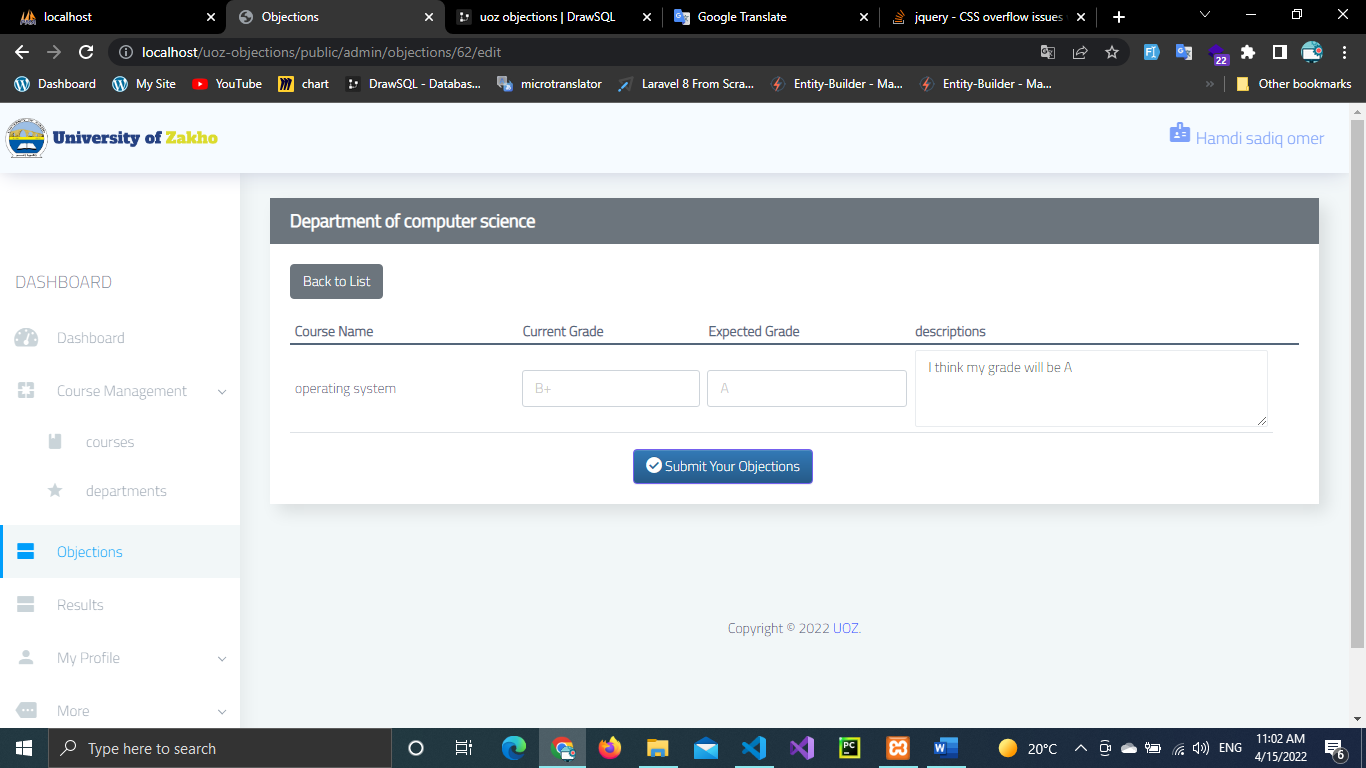 localhost
Objections
uoz objections | DrawSQL
Google Translate
jquery - CSS overflow issues
localhost/uoz-objections/public/admin/objections/62/edit
22
Dashboard
My Site
YouTube
chart
DrawSQL - Databas...
microtranslator
Laravel 8 From Scra...
Entity-Builder - Ma...
Entity-Builder - Ma...
Other bookmarks
University of Zakho
Hamdi sadiq omer
DASHBOARD
Dashboard
Course Management
courses
departments
Objections
Results
My Profile
More
Department of computer science
Back to List
Course Name Current Grade Expected Grade descriptions
operating system B+ A I think my grade will be A
Submit Your Objections
Copyright © 2022 UOZ.
Type here to search
20°C
ENG
11:02 AM
4/15/2022
6